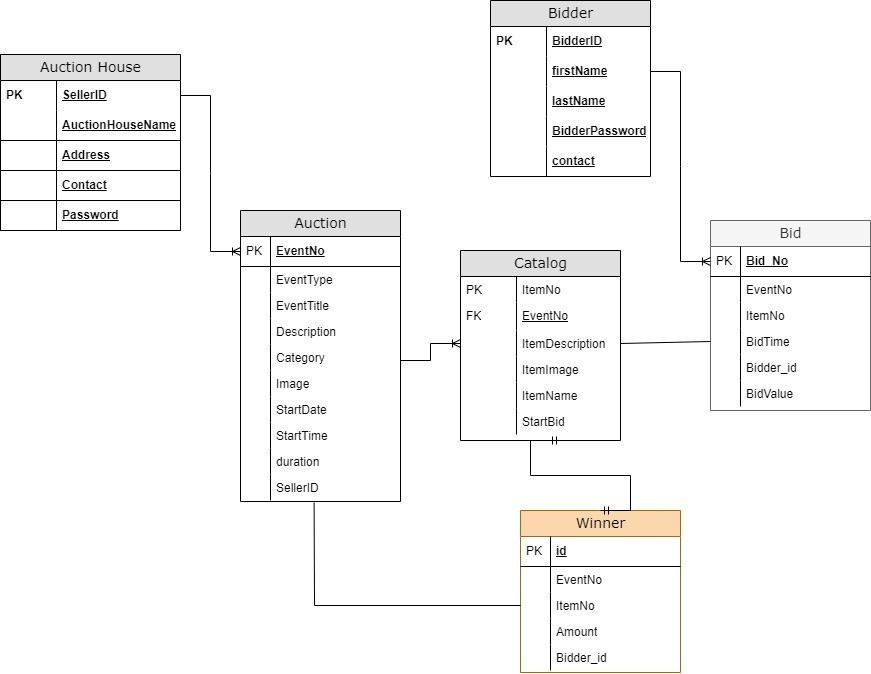 Bidder
PK BidderID
firstName
lastName
BidderPassword
contact
Auction House
PK SellerID
AuctionHouseName
Address
Contact
Password
Auction
PK EventNo
EventType
EventTitle
Description
Category
Image
StartDate
StartTime
duration
SellerID
Catalog
PK ItemNo
FK EventNo
ItemDescription
ItemImage
ItemName
StartBid
Bid
PK Bid_No
EventNo
ItemNo
BidTime
Bidder_id
BidValue
Winner
PK id
EventNo
ItemNo
Amount
Bidder_id